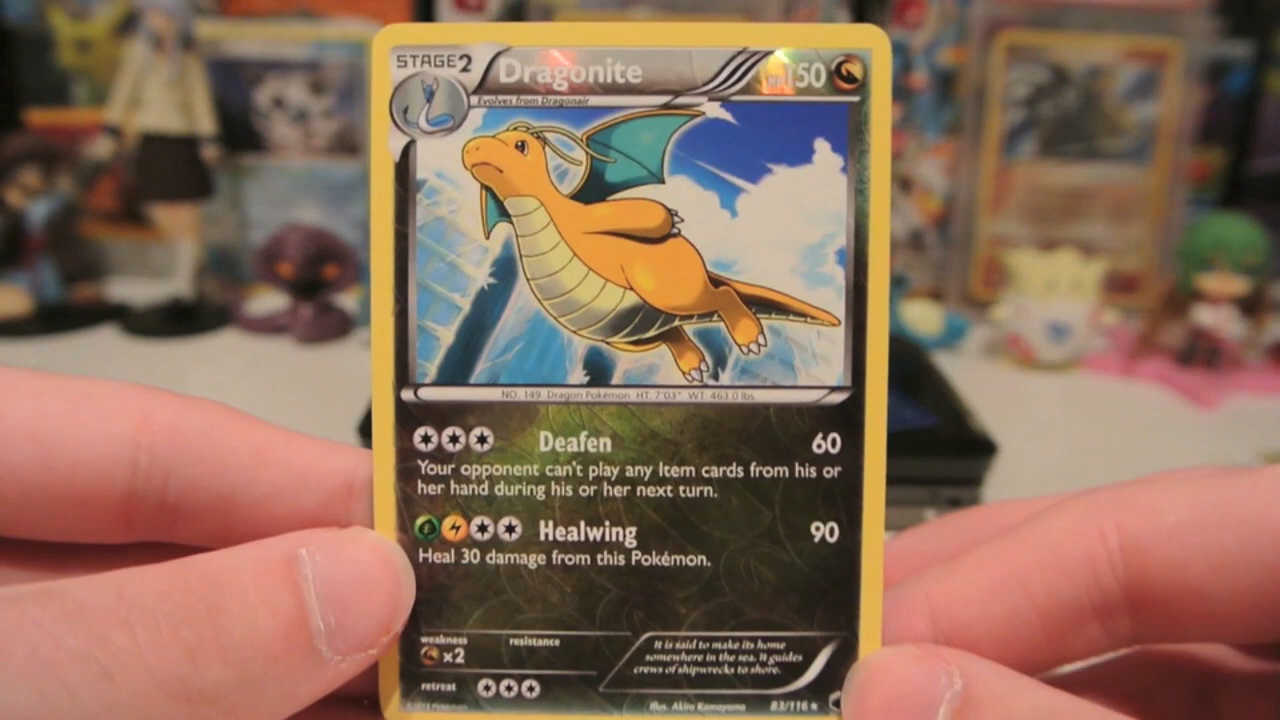 STAGE2
Dragonite
HP150
Evolves from Dragonair
NO. 149 Dragon Pokémon HT: 7'03" WT: 463.0 lbs.
Deafen 60
Your opponent can't play any Item cards from his or
her hand during his or her next turn.
Healwing 90
Heal 30 damage from this Pokémon.
weakness resistance
x2
It is said to make its home
somewhere in the sea. It guides
crews of shipwrecks to shore.
retreat
Illus. Akira Komayama 83/116★